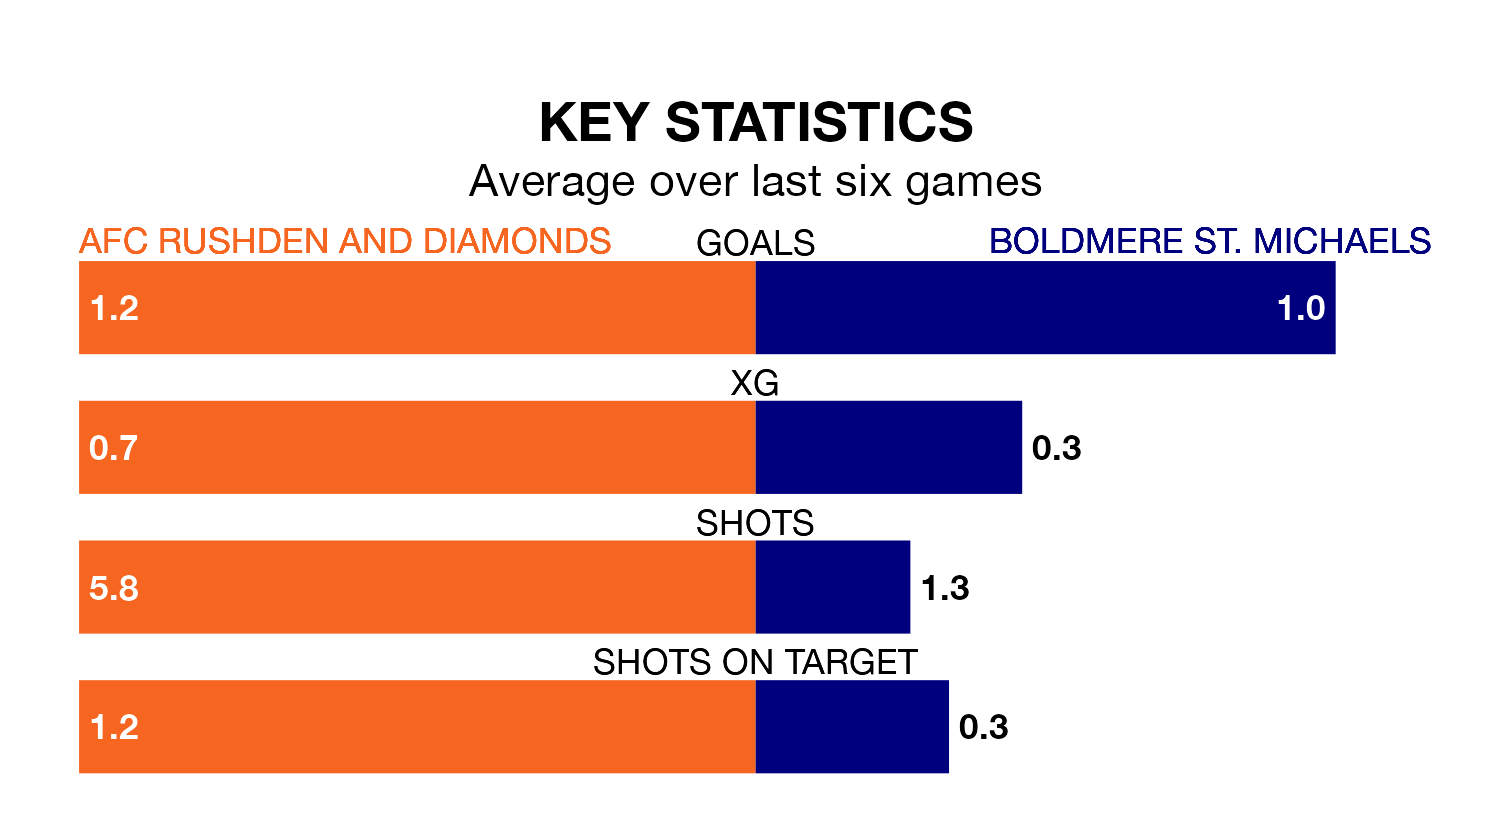 KEY STATISTICS
Average over last six games
AFC RUSHDEN AND DIAMONDS GOALS BOLDMERE ST. MICHAELS
1.2 1.0
XG
0.7 0.3
SHOTS
5.8 1.3
SHOTS ON TARGET
1.2 0.3